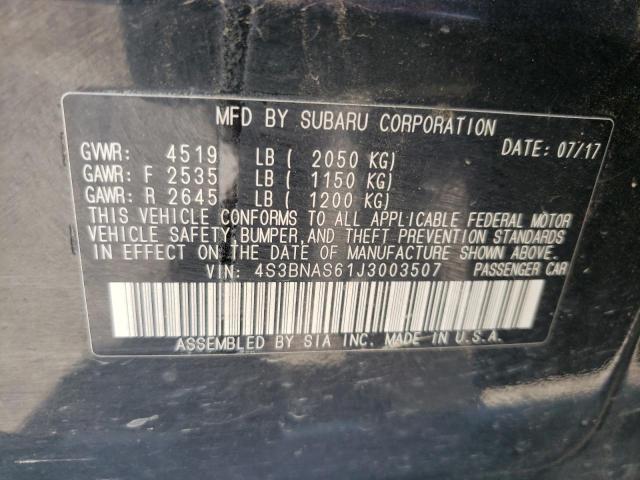 MFD BY SUBARU CORPORATION DATE: 07/17
GVWR: 4519 LB ( 2050 KG)
GAWR: F 2535 LB ( 1150 KG)
GAWR: R 2645 LB ( 1200 KG)
THIS VEHICLE CONFORMS TO ALL APPLICABLE FEDERAL MOTOR
VEHICLE SAFETY, BUMPER, AND THEFT PREVENTION STANDARDS
IN EFFECT ON THE DATE OF MANUFACTURE SHOWN ABOVE.
VIN: 4S3BNAS61J3003507 PASSENGER CAR
ASSEMBLED BY SIA INC. MADE IN U.S.A.